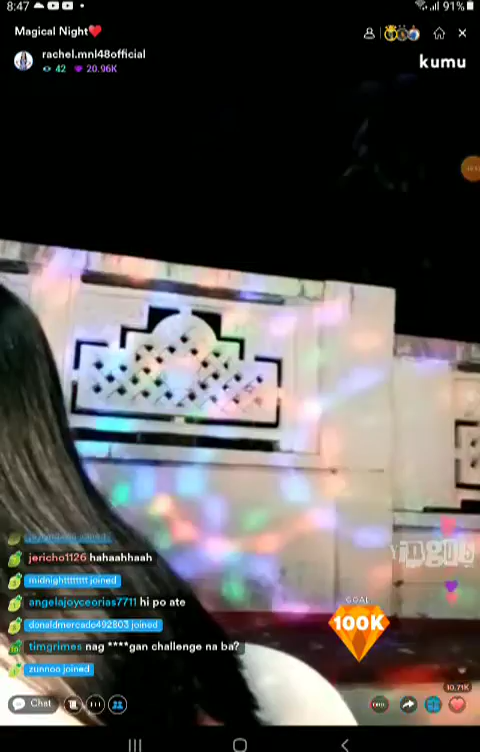 8:47
91%
Magical Night❤️
rachel.mnl48official
42 20.96K
kumu
jericho1126 hahaahhaah
midnighttttttttt joined
angelajoyceorias7711 hi po ate
GOAL
donaldmercado492803 joined
100K
timgrimes nag ****gan challenge na ba?
zunnoo joined
10.71K
Chat